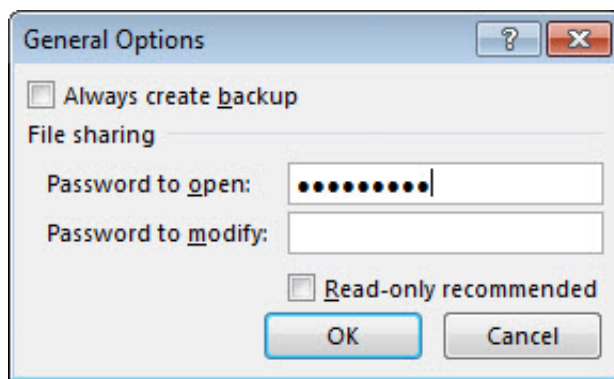 General Options
Always create backup
File sharing
Password to open: •••••••••
Password to modify:
Read-only recommended
OK Cancel